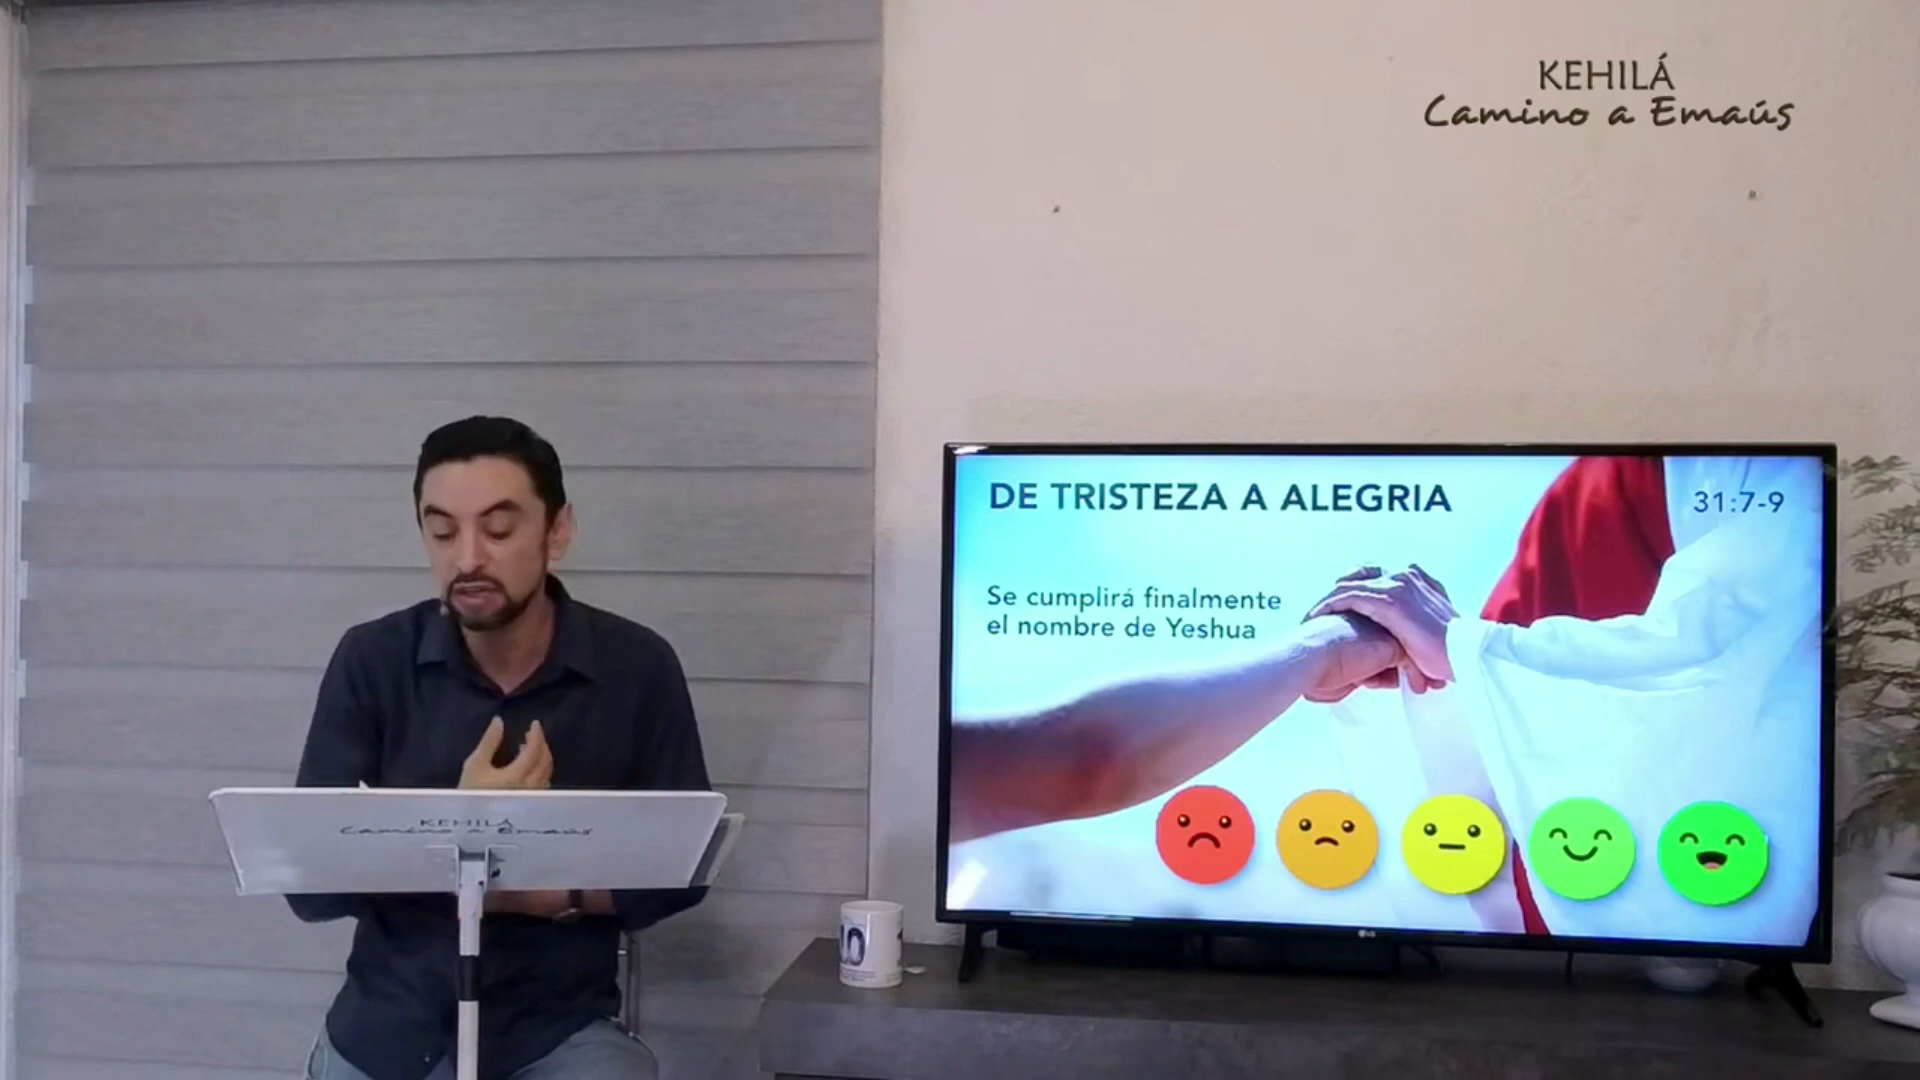 KEHILÁ
Camino a Emaús
DE TRISTEZA A ALEGRIA
31:7-9
Se cumplirá finalmente
el nombre de Yeshua
KEHILÁ
Camino a Emaús
LG